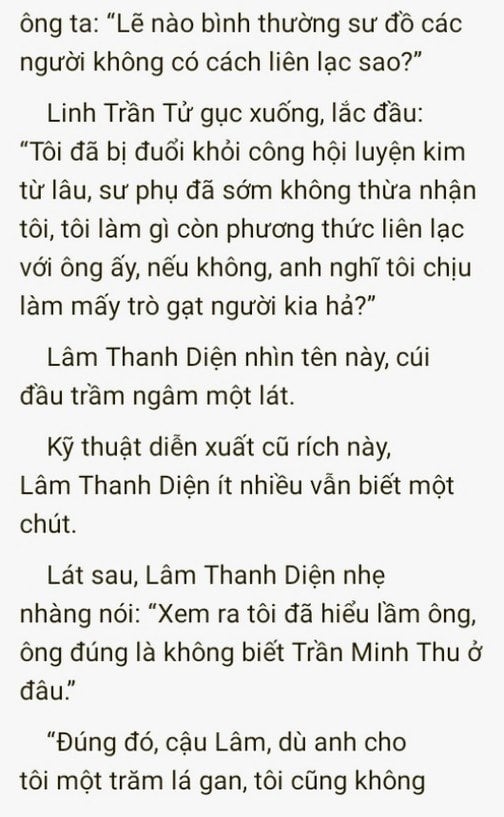 ông ta: “Lẽ nào bình thường sư đồ các
người không có cách liên lạc sao?”
Linh Trần Tử gục xuống, lắc đầu:
“Tôi đã bị đuổi khỏi công hội luyện kim
từ lâu, sư phụ đã sớm không thừa nhận
tôi, tôi làm gì còn phương thức liên lạc
với ông ấy, nếu không, anh nghĩ tôi chịu
làm mấy trò gạt người kia hả?”
Lâm Thanh Diện nhìn tên này, cúi
đầu trầm ngâm một lát.
Kỹ thuật diễn xuất cũ rích này,
Lâm Thanh Diện ít nhiều vẫn biết một
chút.
Lát sau, Lâm Thanh Diện nhẹ
nhàng nói: “Xem ra tôi đã hiểu lầm ông,
ông đúng là không biết Trần Minh Thu ở
đâu.”
“Đúng đó, cậu Lâm, dù anh cho
tôi một trăm lá gan, tôi cũng không